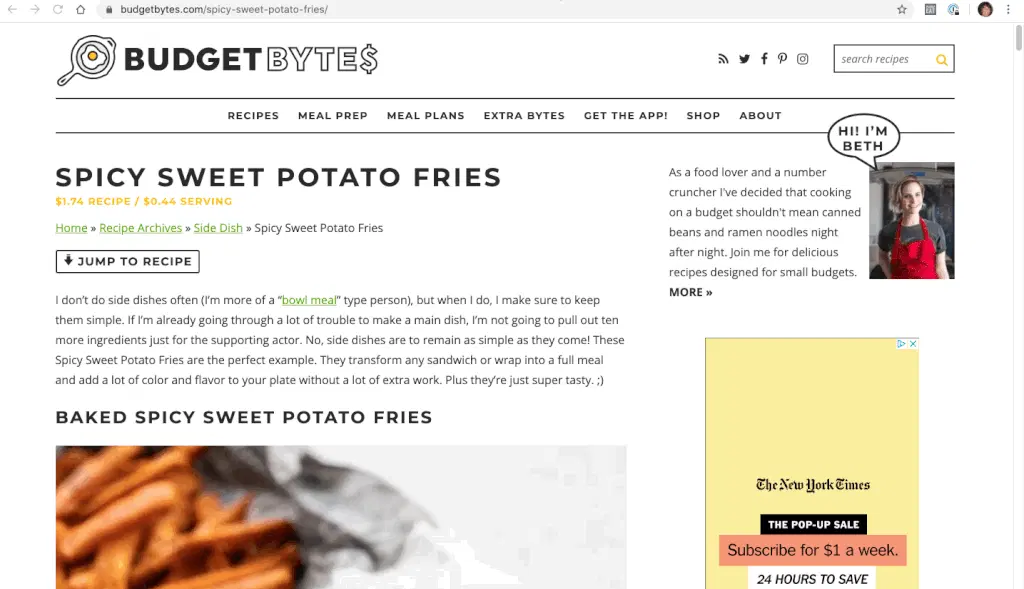 budgetbytes.com/spicy-sweet-potato-fries/
BUDGETBYTE$
search recipes
RECIPES MEAL PREP MEAL PLANS EXTRA BYTES GET THE APP! SHOP ABOUT
HI! I'M
BETH
SPICY SWEET POTATO FRIES
$1.74 RECIPE / $0.44 SERVING
Home » Recipe Archives » Side Dish » Spicy Sweet Potato Fries
JUMP TO RECIPE
I don't do side dishes often (I'm more of a "bowl meal" type person), but when I do, I make sure to keep
them simple. If I'm already going through a lot of trouble to make a main dish, I'm not going to pull out ten
more ingredients just for the supporting actor. No, side dishes are to remain as simple as they come! These
Spicy Sweet Potato Fries are the perfect example. They transform any sandwich or wrap into a full meal
and add a lot of color and flavor to your plate without a lot of extra work. Plus they're just super tasty. ;)
BAKED SPICY SWEET POTATO FRIES
As a food lover and a number
cruncher I've decided that cooking
on a budget shouldn't mean canned
beans and ramen noodles night
after night. Join me for delicious
recipes designed for small budgets.
MORE »
The New York Times
THE POP-UP SALE
Subscribe for $1 a week.
24 HOURS TO SAVE